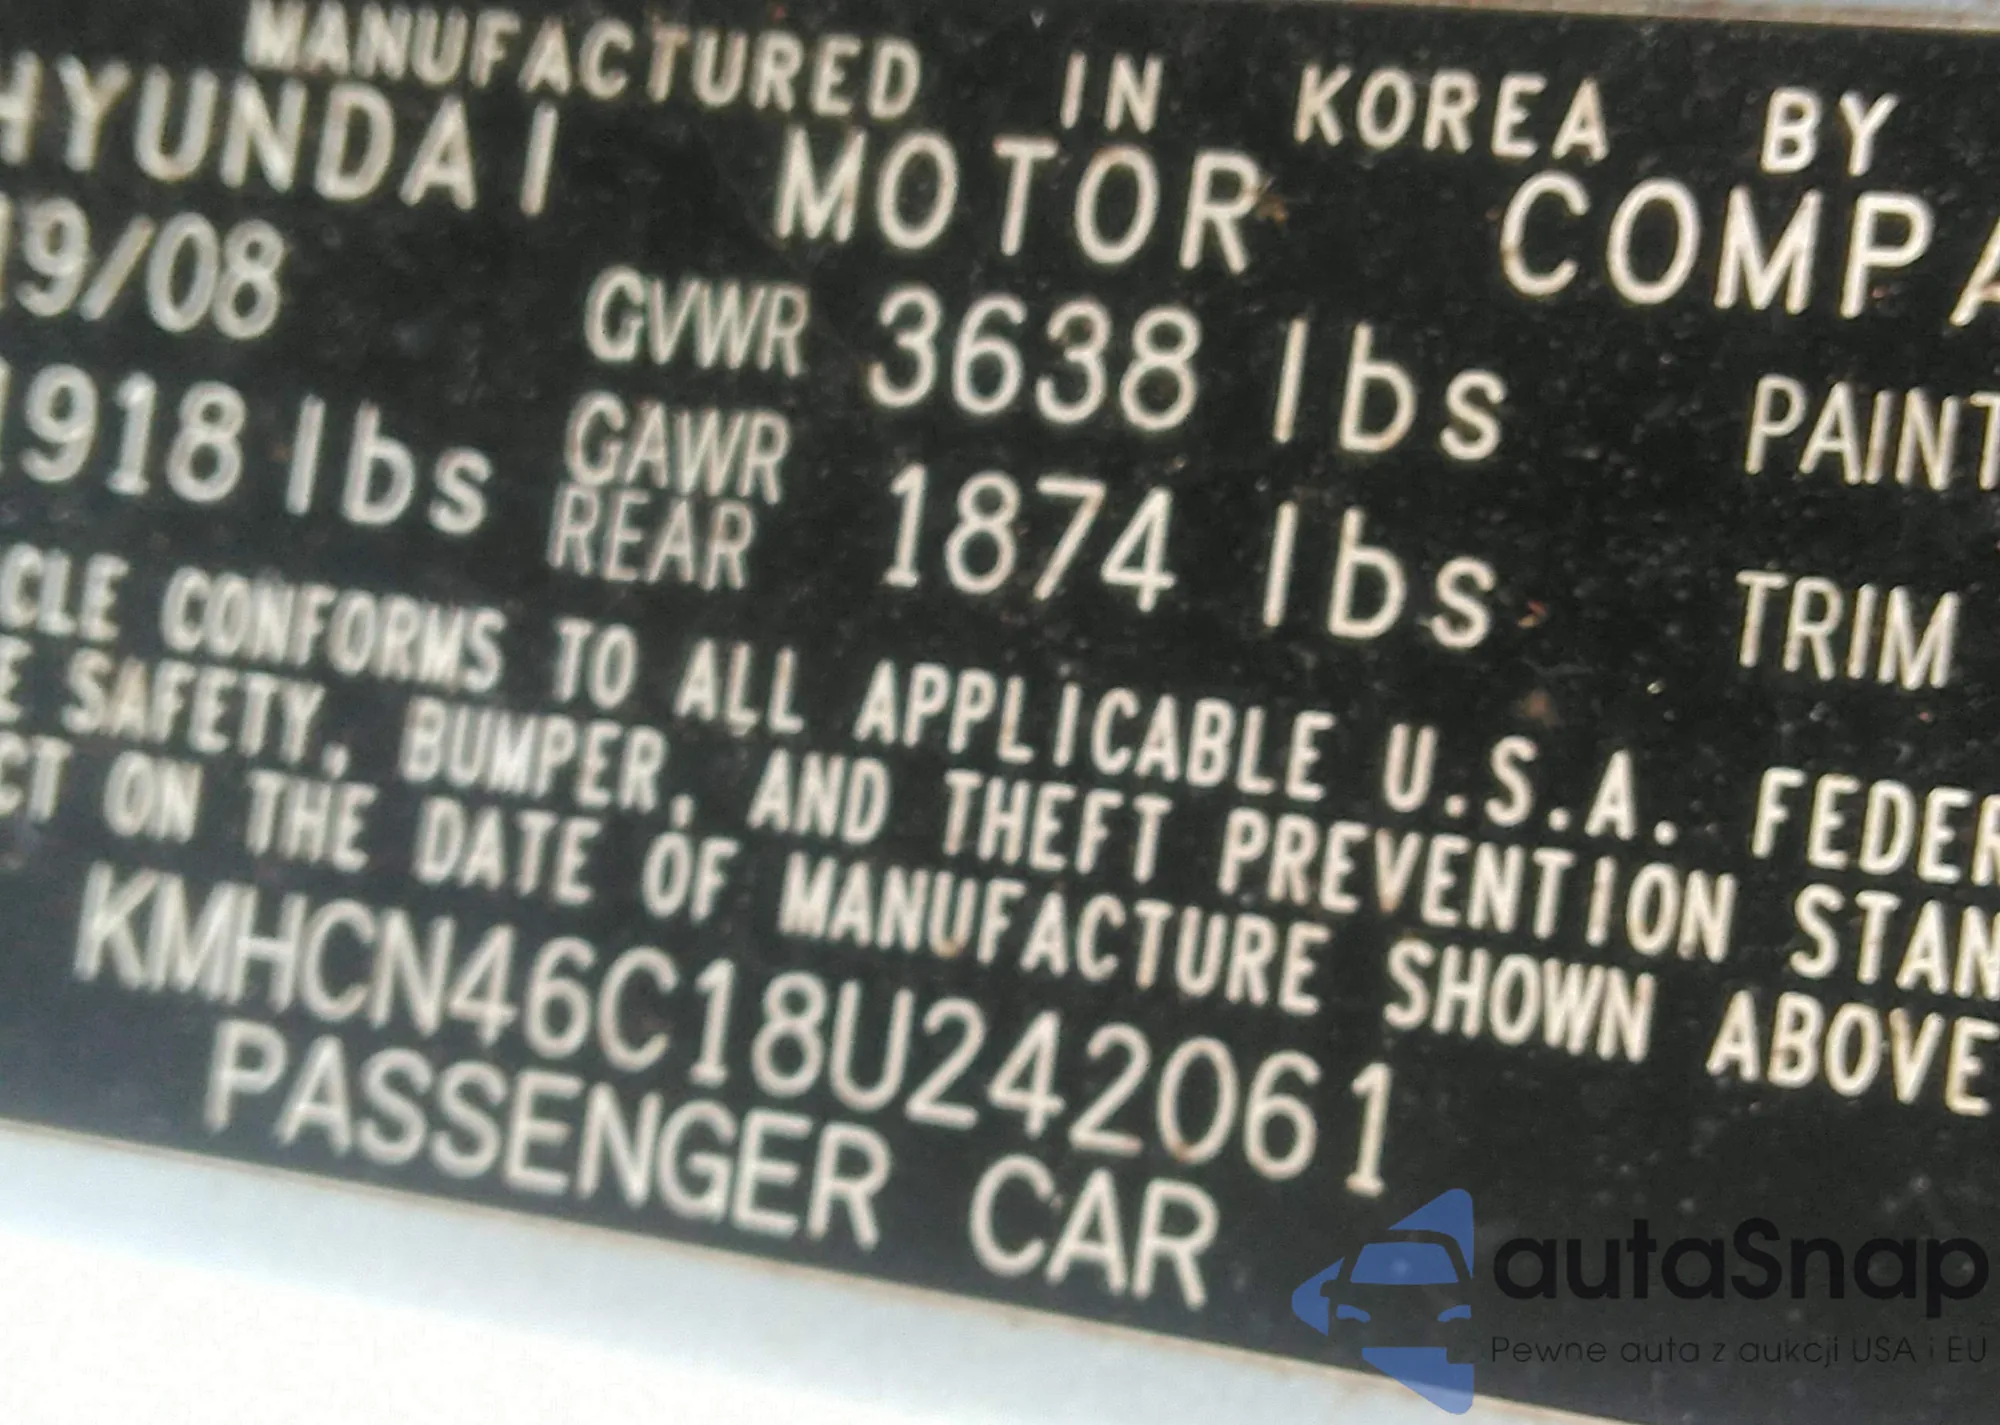 MANUFACTURED IN KOREA BY
HYUNDAI MOTOR COMPA
19/08 GVWR 3638 lbs PAINT
1918 lbs GAWR REAR 1874 lbs TRIM
CLE CONFORMS TO ALL APPLICABLE U.S.A. FEDER
E SAFETY, BUMPER, AND THEFT PREVENTION STAN
CT ON THE DATE OF MANUFACTURE SHOWN ABOVE
KMHCN46C18U242061
PASSENGER CAR
autaSnap
Pewne auta z aukcji USA i EU